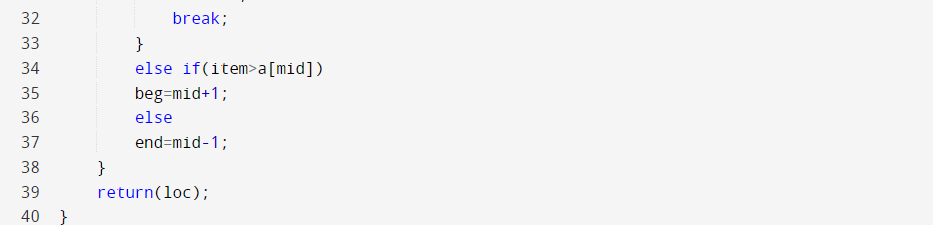 32 break;
33 }
34 else if(item>a[mid])
35 beg=mid+1;
36 else
37 end=mid-1;
38 }
39 return(loc);
40 }